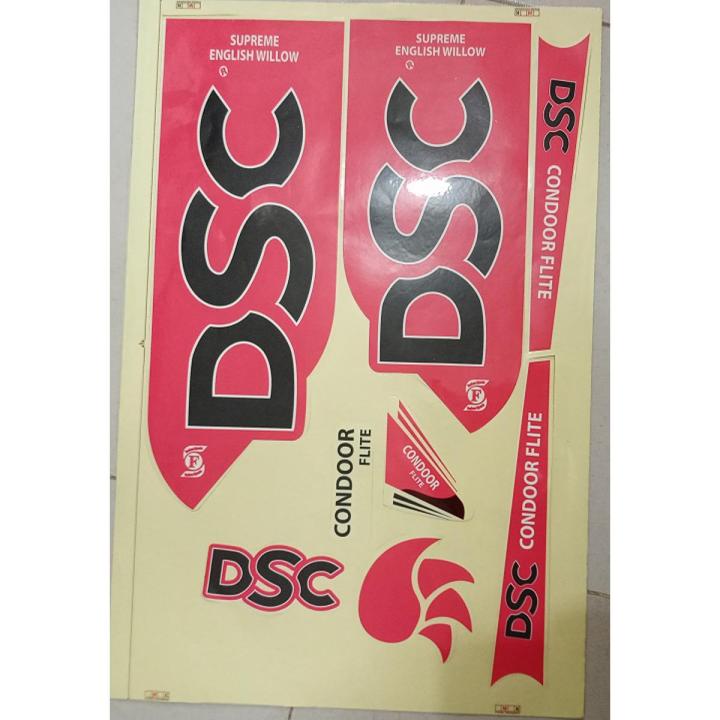 SUPREME
ENGLISH WILLOW
DSC
F
SUPREME
ENGLISH WILLOW
DSC
F
DSC CONDOOR FLITE
CONDOOR
FLITE
CONDOOR
FLITE
DSC CONDOOR FLITE
DSC